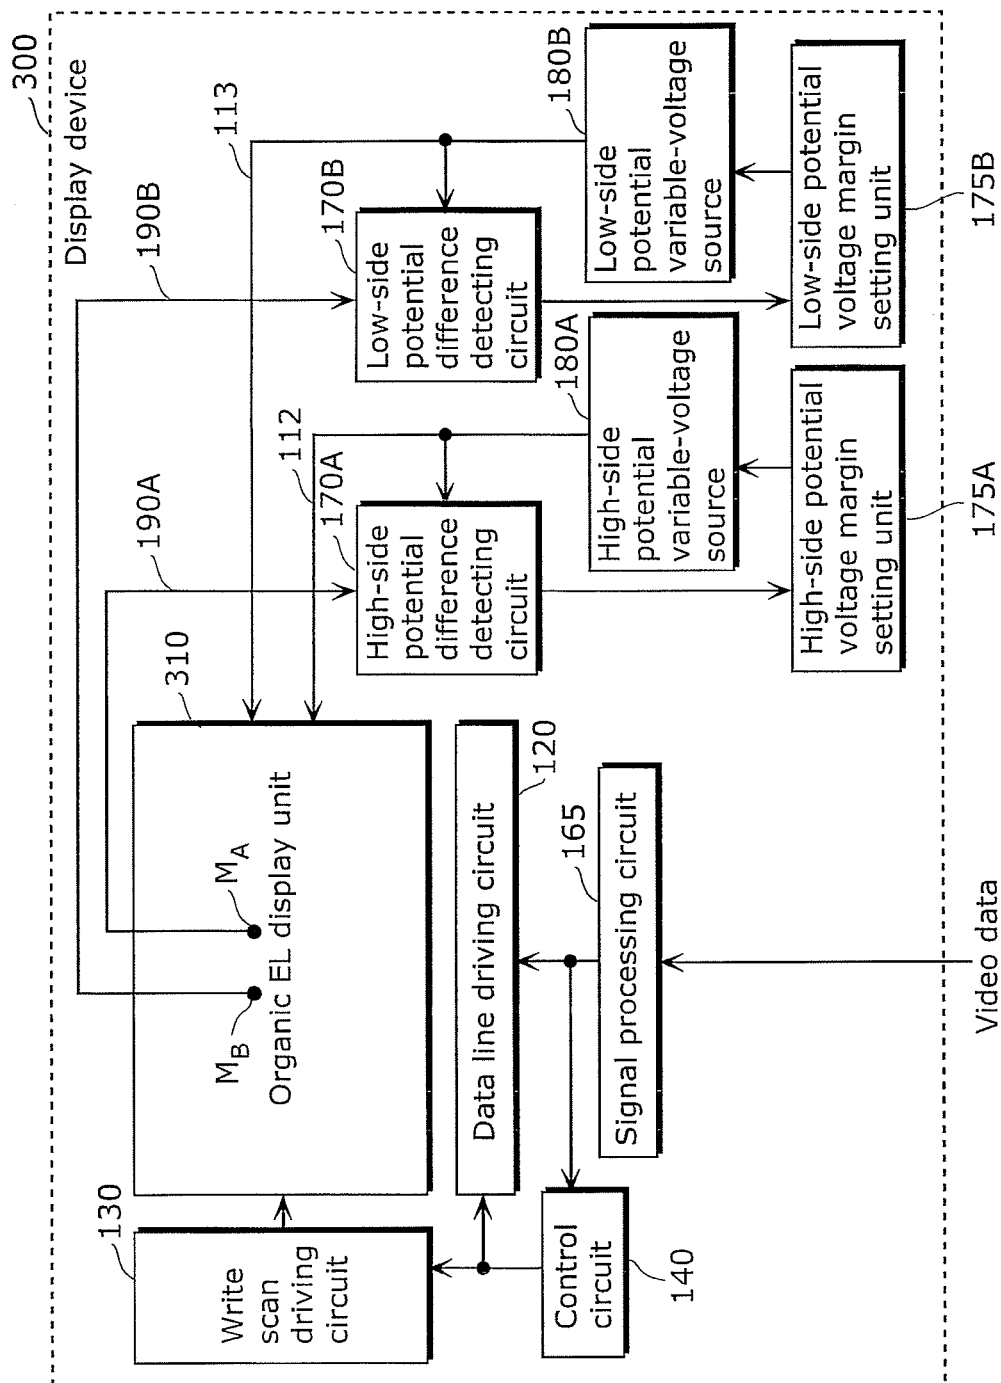 300
Display device
130
Write
scan
driving
circuit
310
M_B
M_A
Organic EL display unit
190A
190B
113
112
120
Data line driving circuit
140
Control
circuit
165
Signal processing circuit
Video data
170A
High-side
potential
difference
detecting
circuit
170B
Low-side
potential
difference
detecting
circuit
180A
High-side
potential
variable-voltage
source
180B
Low-side
potential
variable-voltage
source
High-side potential
voltage margin
setting unit
175A
Low-side potential
voltage margin
setting unit
175B